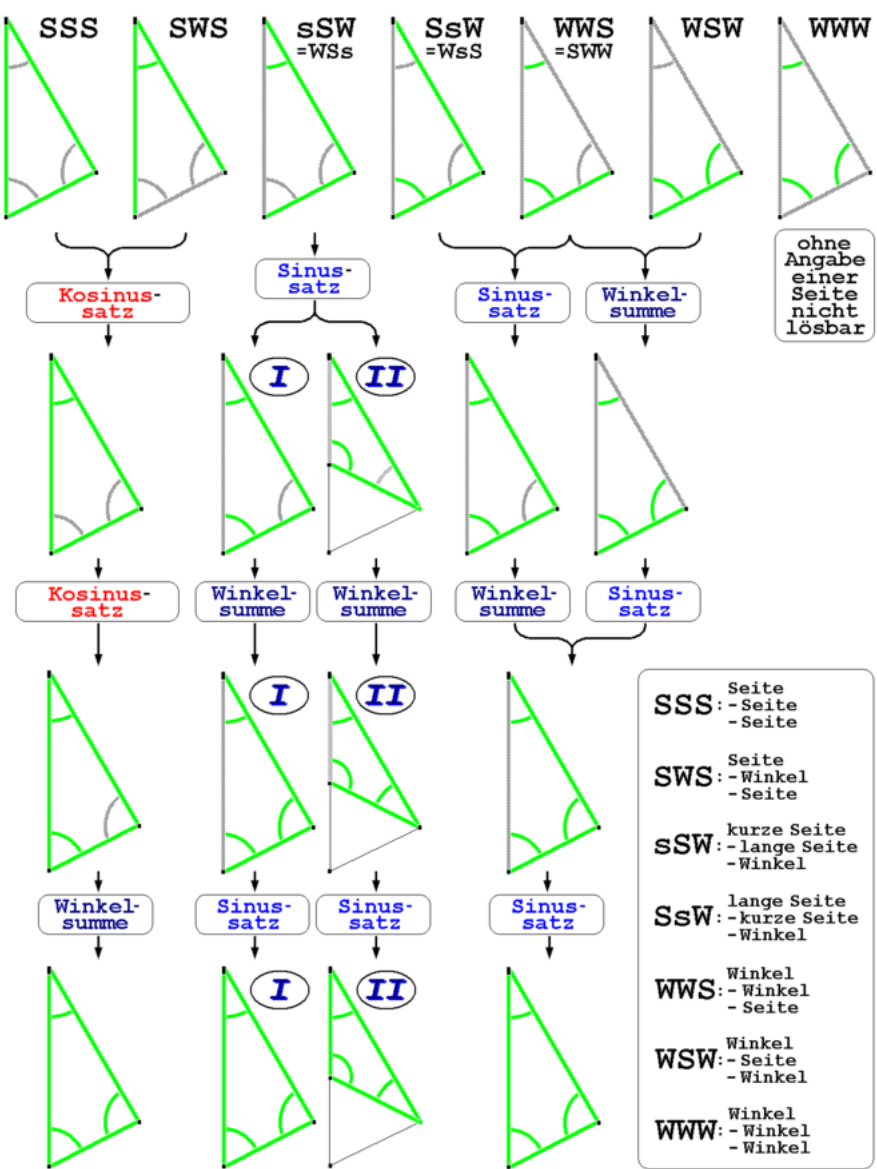 SSS
SWS
sSW
=WSs
SsW
=WsS
WWS
=SWW
WSW
WWW
ohne
Angabe
einer
Seite
nicht
lösbar
Kosinus-
satz
Sinus-
satz
Sinus-
satz
Winkel-
summe
I
II
Kosinus-
satz
Winkel-
summe
Winkel-
summe
Winkel-
summe
Sinus-
satz
I
II
Winkel-
summe
Sinus-
satz
Sinus-
satz
Sinus-
satz
I
II
SSS: Seite
-Seite
-Seite
SWS: Seite
-Winkel
-Seite
sSW: kurze Seite
-lange Seite
-Winkel
SsW: lange Seite
-kurze Seite
-Winkel
WWS: Winkel
- Winkel
- Seite
WSW: Winkel
-Seite
-Winkel
WWW: Winkel
- Winkel
- Winkel